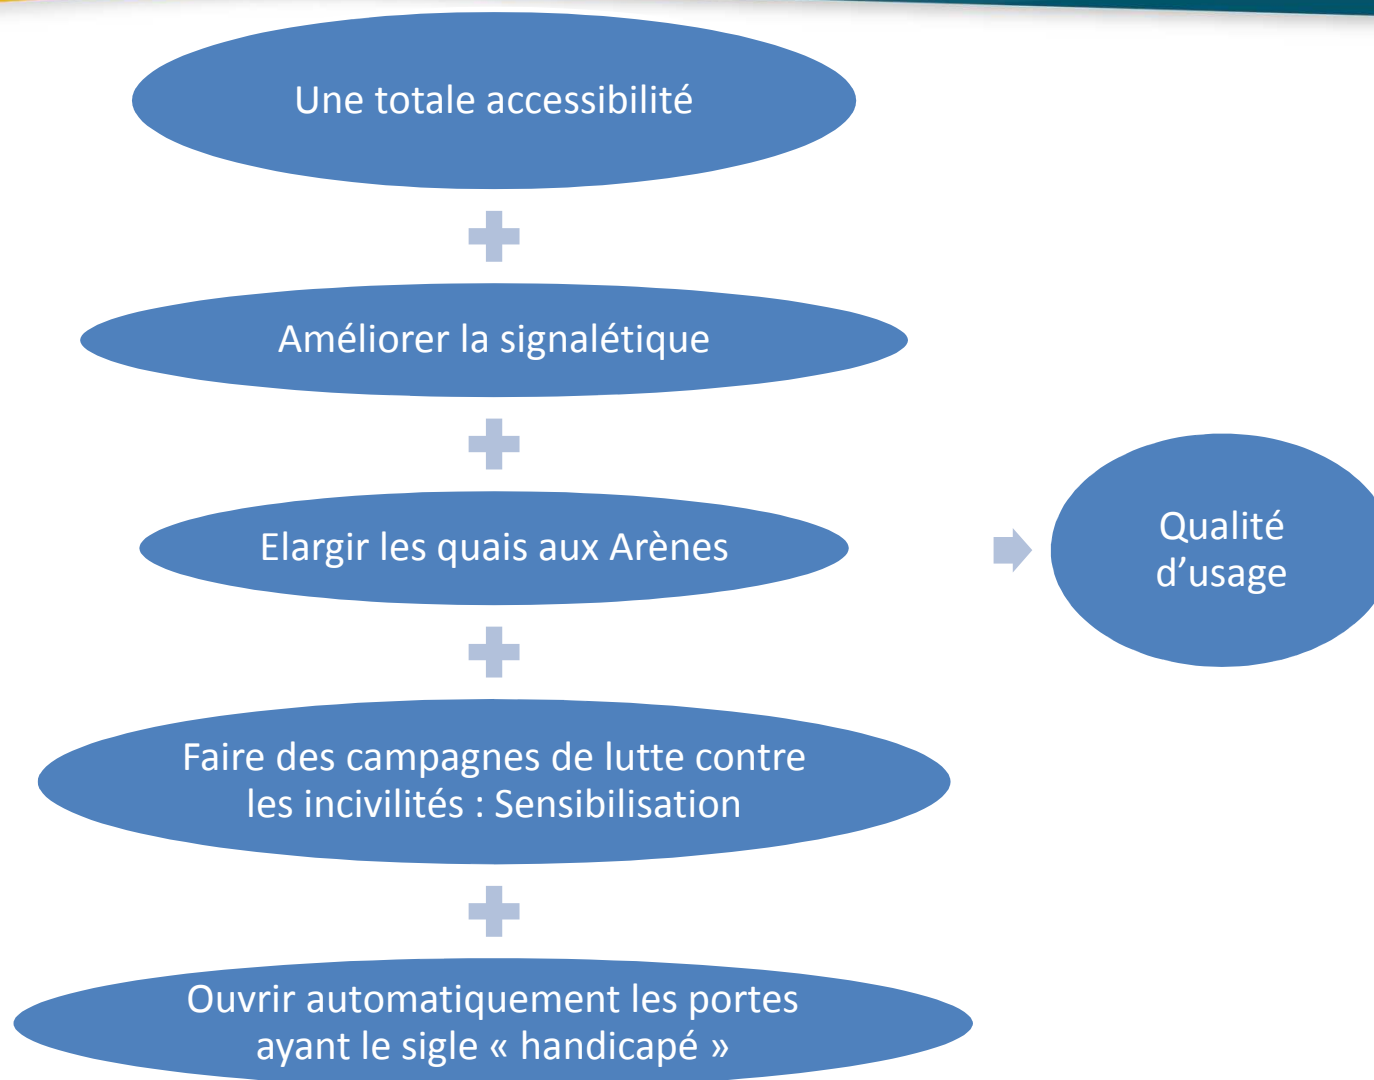 Une totale accessibilité
Améliorer la signalétique
Elargir les quais aux Arènes
Faire des campagnes de lutte contre
les incivilités : Sensibilisation
Ouvrir automatiquement les portes
ayant le sigle « handicapé »
Qualité
d’usage